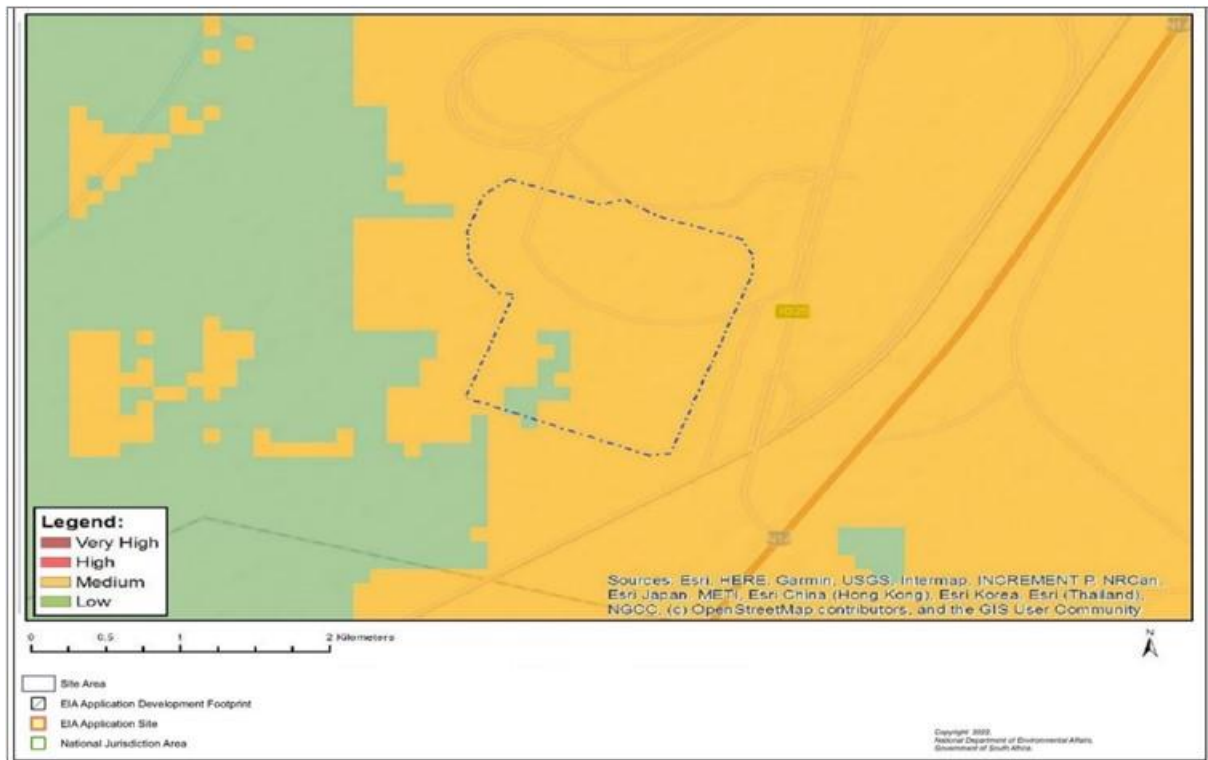 Legend:
Very High
High
Medium
Low
Sources: Esri, HERE, Garmin, USGS, Intermap, INCREMENT P, NRCan,
Esri Japan, METI, Esri China (Hong Kong), Esri Korea, Esri (Thailand),
NGCC, (c) OpenStreetMap contributors, and the GIS User Community
0 0.5 1 2 Kilometers
N
Site Area
EIA Application Development Footprint
EIA Application Site
National Jurisdiction Area
Copyright 2022,
National Department of Environmental Affairs,
Government of South Africa.